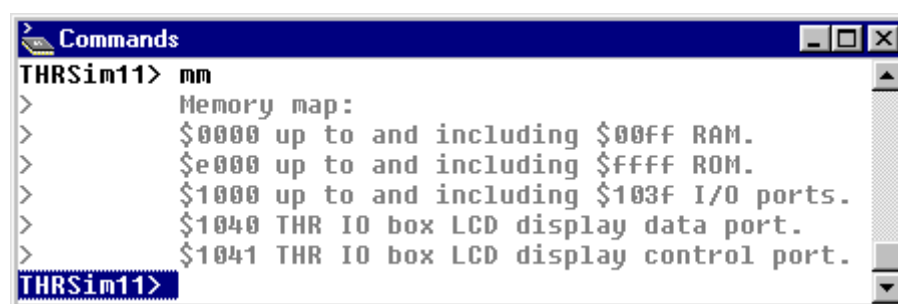 Commands
THRSim11> mm
> Memory map:
> $0000 up to and including $00ff RAM.
> $e000 up to and including $ffff ROM.
> $1000 up to and including $103f I/O ports.
> $1040 THR IO box LCD display data port.
> $1041 THR IO box LCD display control port.
THRSim11>